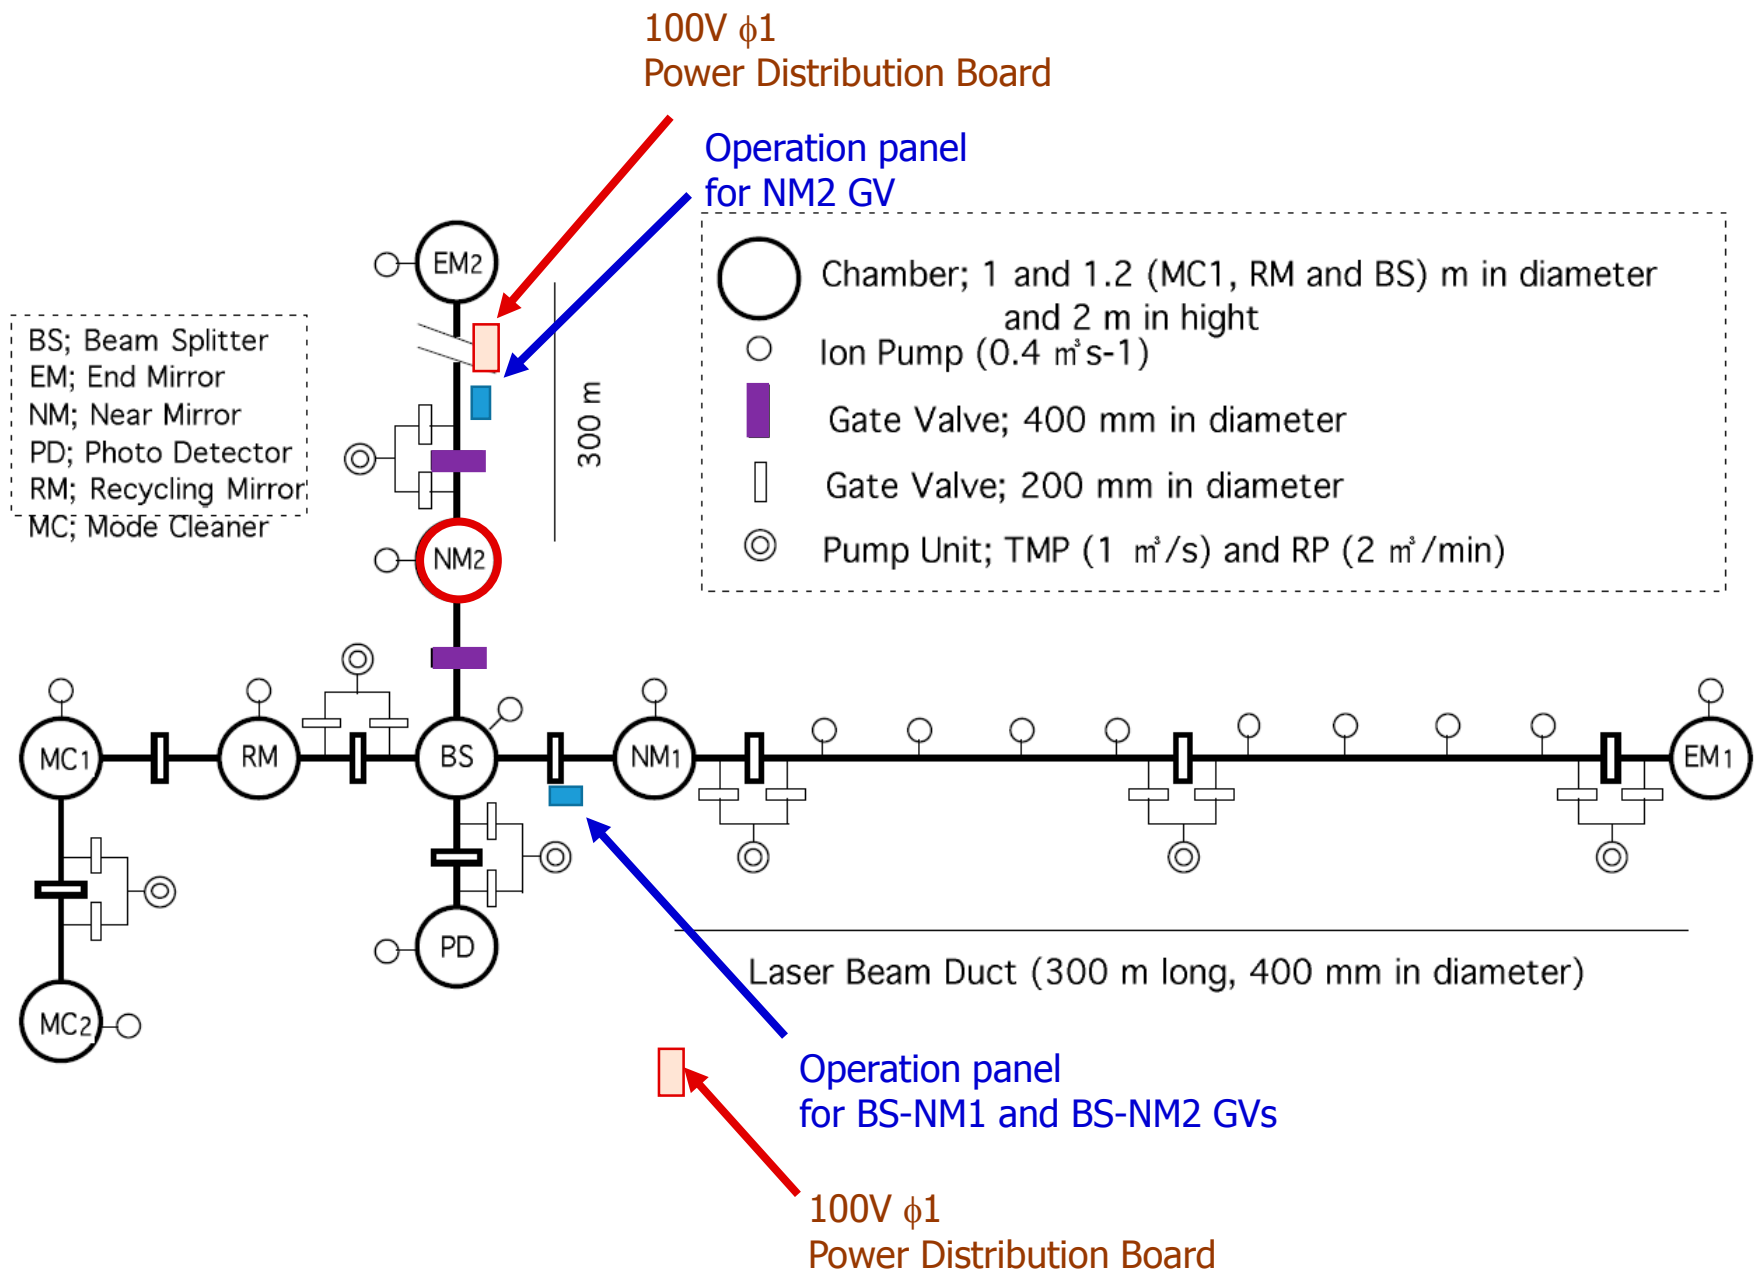 100V ϕ1
Power Distribution Board
Operation panel
for NM2 GV
Chamber; 1 and 1.2 (MC1, RM and BS) m in diameter
and 2 m in hight
Ion Pump (0.4 ㎥s-1)
Gate Valve; 400 mm in diameter
Gate Valve; 200 mm in diameter
Pump Unit; TMP (1 ㎥/s) and RP (2 ㎥/min)
BS; Beam Splitter
EM; End Mirror
NM; Near Mirror
PD; Photo Detector
RM; Recycling Mirror
MC; Mode Cleaner
EM2
300 m
NM2
MC1
RM
BS
NM1
EM1
PD
MC2
Laser Beam Duct (300 m long, 400 mm in diameter)
Operation panel
for BS-NM1 and BS-NM2 GVs
100V ϕ1
Power Distribution Board